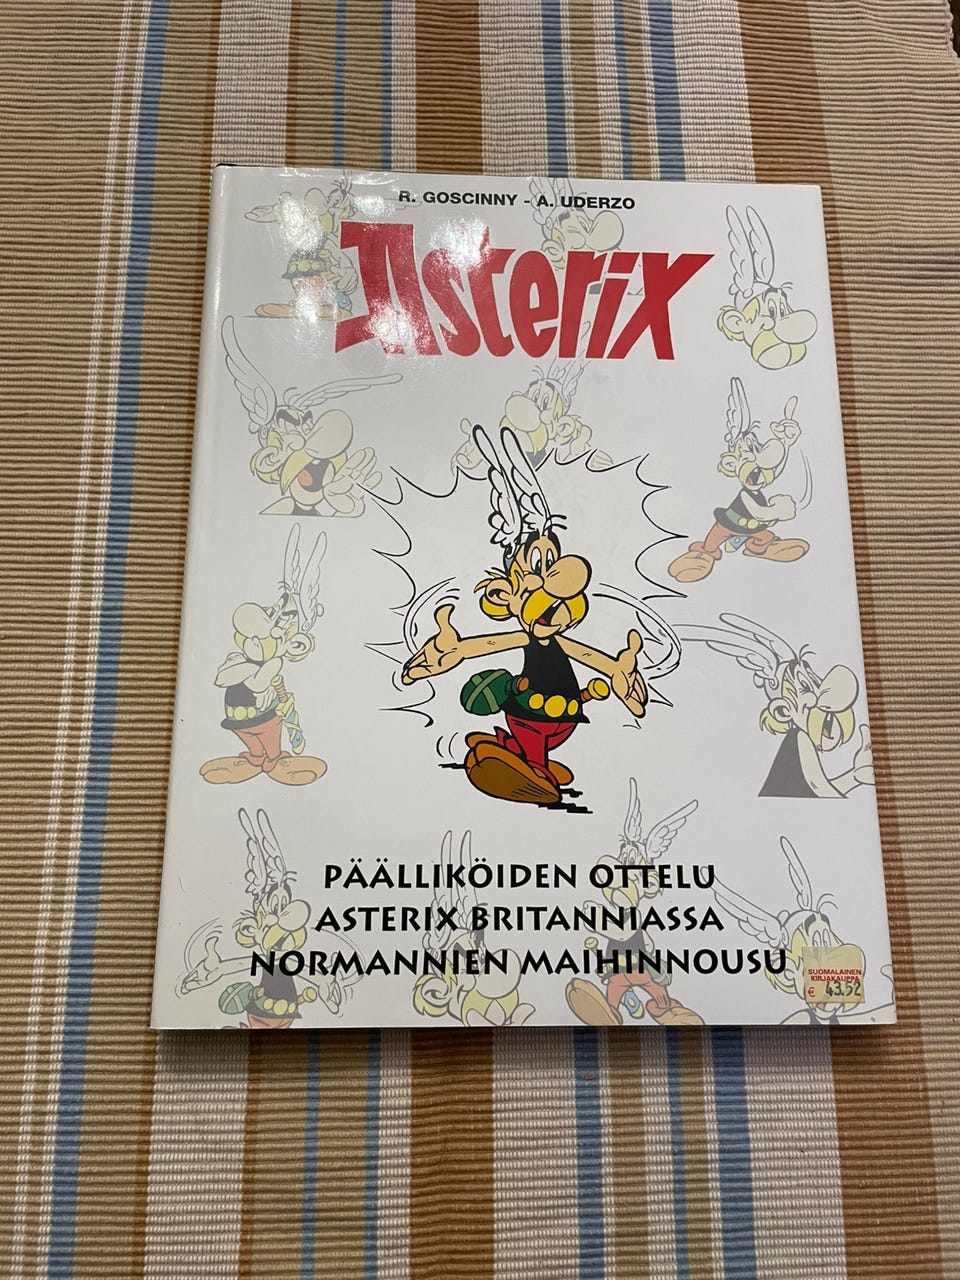 R. GOSCINNY - A. UDERZO
Asterix
PÄÄLLIKÖIDEN OTTELU
ASTERIX BRITANNIASSA
NORMANNIEN MAIHINNOUSU
SUOMALAINEN
KIRJAKAUPPA
€ 43.52